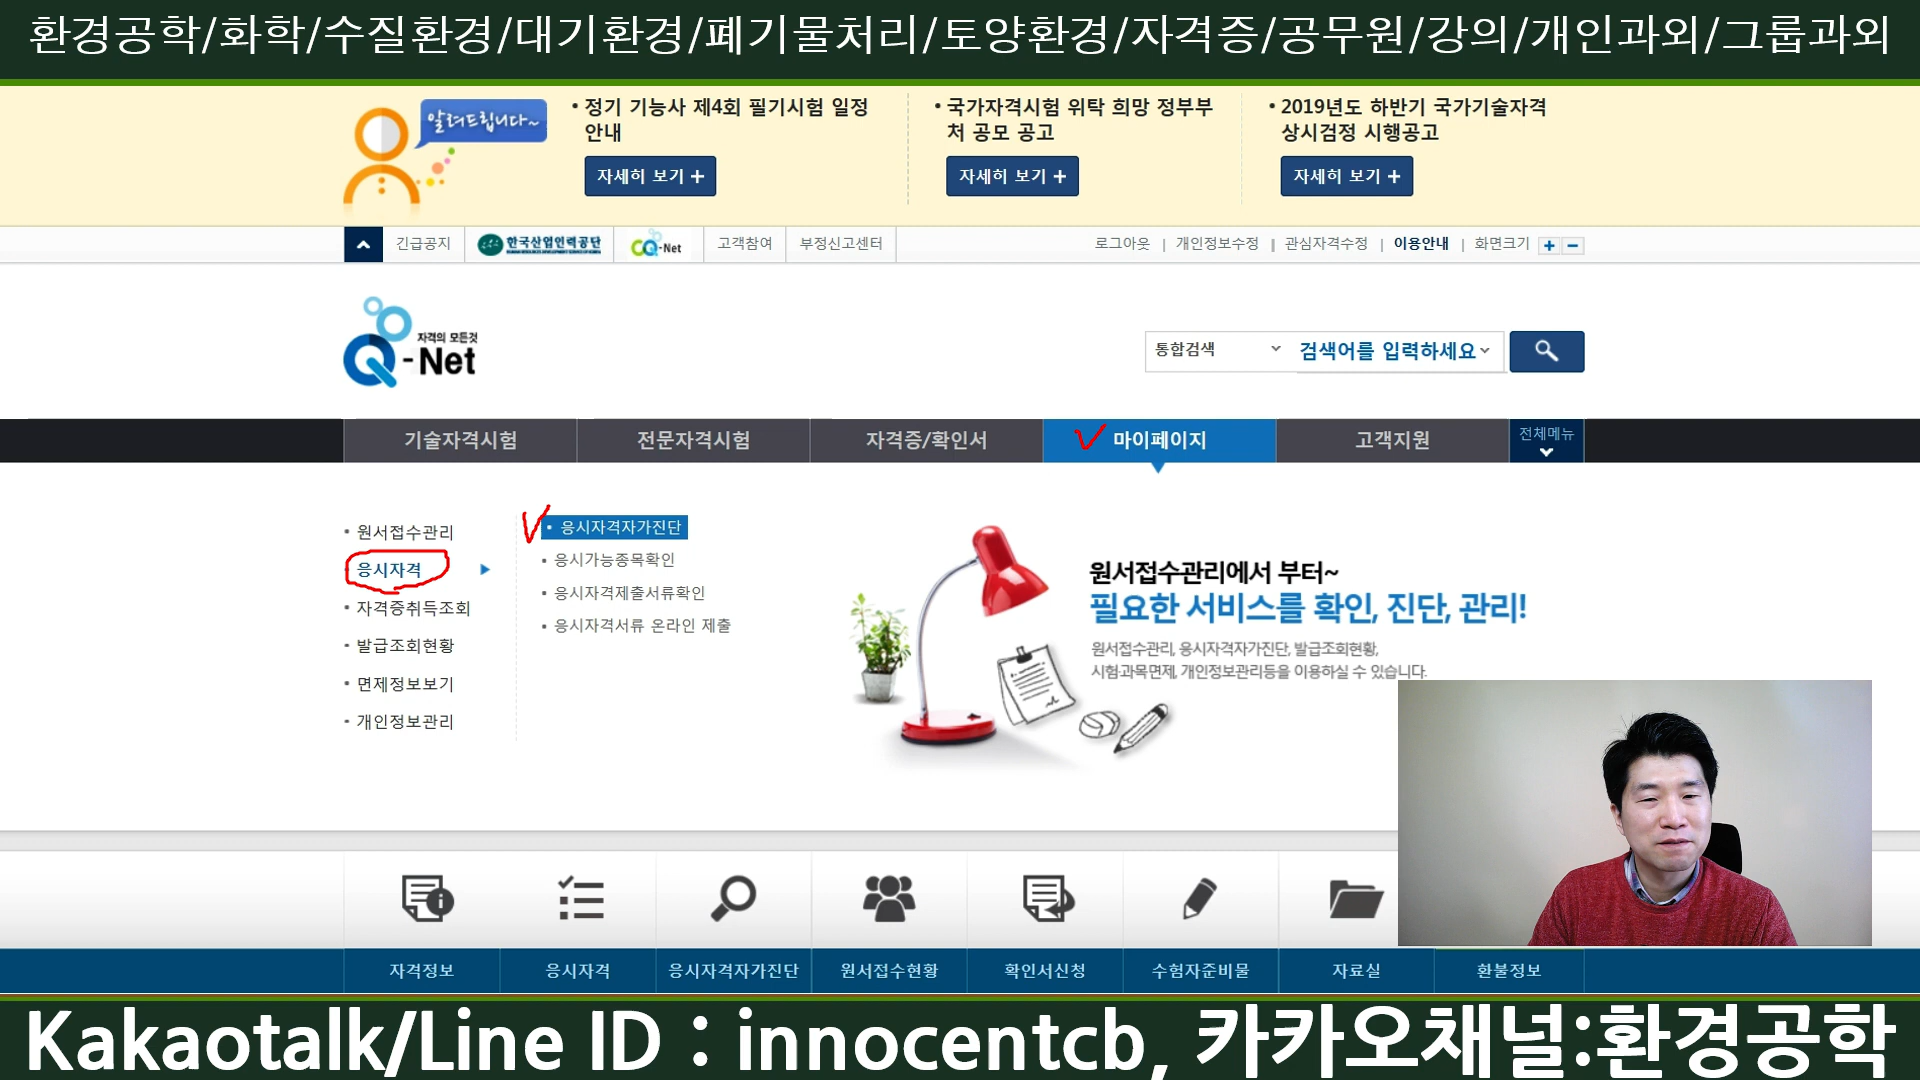 환경공학/화학/수질환경/대기환경/폐기물처리/토양환경/자격증/공무원/강의/개인과외/그룹과외
알려드립니다~
• 정기 기능사 제4회 필기시험 일정
안내
자세히 보기 +
• 국가자격시험 위탁 희망 정부부
처 공모 공고
자세히 보기 +
• 2019년도 하반기 국가기술자격
상시검정 시행공고
자세히 보기 +
긴급공지
한국산업인력공단
CQ-Net
고객참여
부정신고센터
로그아웃 | 개인정보수정 | 관심자격수정 | 이용안내 | 화면크기 + −
자격의 모든것
Q-Net
통합검색
검색어를 입력하세요
기술자격시험
전문자격시험
자격증/확인서
마이페이지
고객지원
전체메뉴
• 원서접수관리
응시자격
• 자격증취득조회
• 발급조회현황
• 면제정보보기
• 개인정보관리
• 응시자격자가진단
• 응시가능종목확인
• 응시자격제출서류확인
• 응시자격서류 온라인 제출
원서접수관리에서 부터~
필요한 서비스를 확인, 진단, 관리!
원서접수관리, 응시자격자가진단, 발급조회현황,
시험과목면제, 개인정보관리등을 이용하실 수 있습니다.
자격정보
응시자격
응시자격자가진단
원서접수현황
확인서신청
수험자준비물
자료실
환불정보
Kakaotalk/Line ID : innocentcb, 카카오채널:환경공학